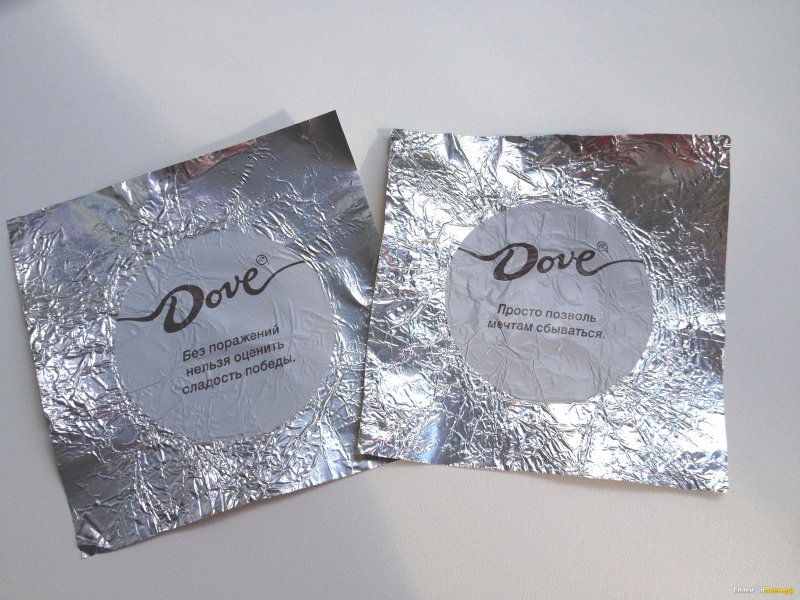 Dove
Без поражений
нельзя оценить
сладость победы.
Dove
Просто позволь
мечтам сбываться.